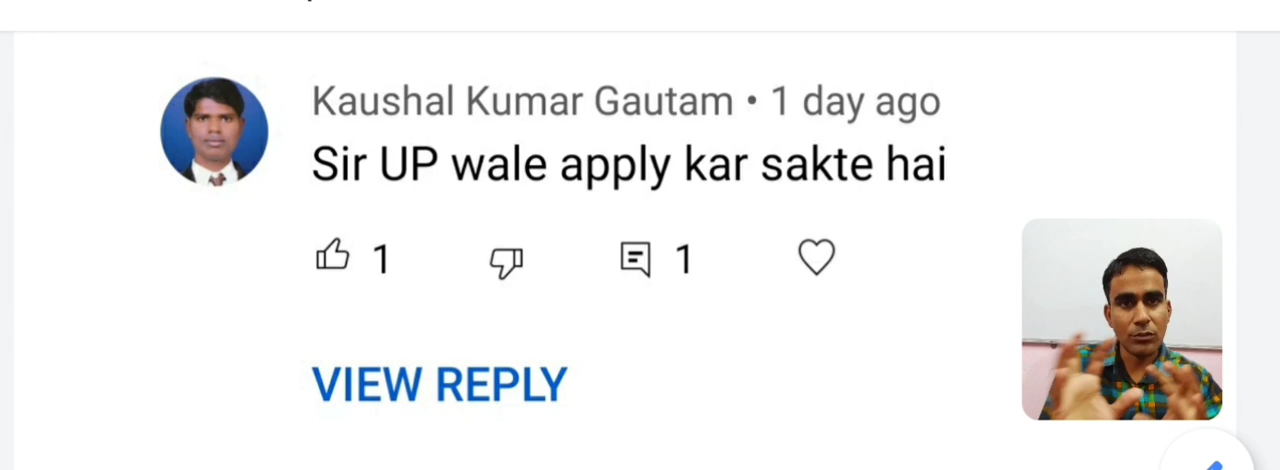 Kaushal Kumar Gautam • 1 day ago
Sir UP wale apply kar sakte hai
1 1
VIEW REPLY